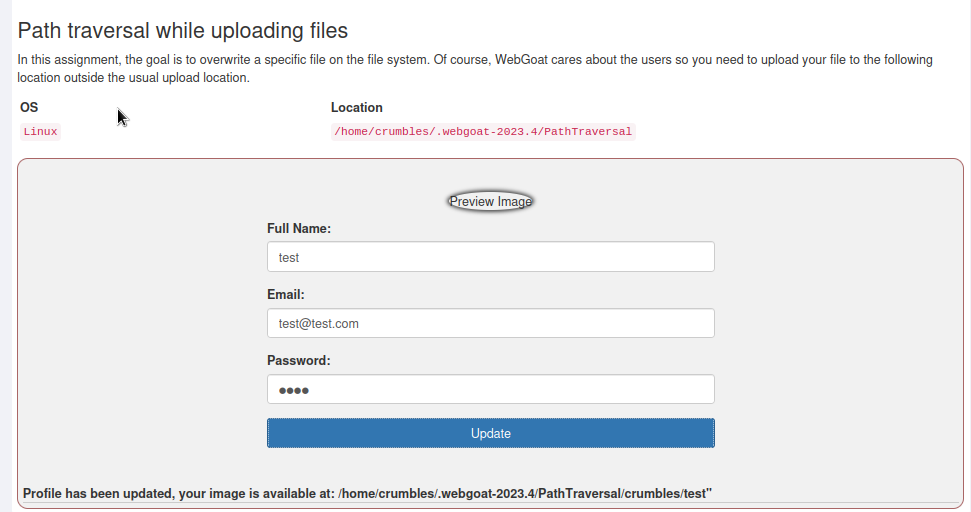 Path traversal while uploading files
In this assignment, the goal is to overwrite a specific file on the file system. Of course, WebGoat cares about the users so you need to upload your file to the following
location outside the usual upload location.
OS Location
Linux /home/crumbles/.webgoat-2023.4/PathTraversal
Preview Image
Full Name:
test
Email:
test@test.com
Password:
●●●●
Update
Profile has been updated, your image is available at: /home/crumbles/.webgoat-2023.4/PathTraversal/crumbles/test"